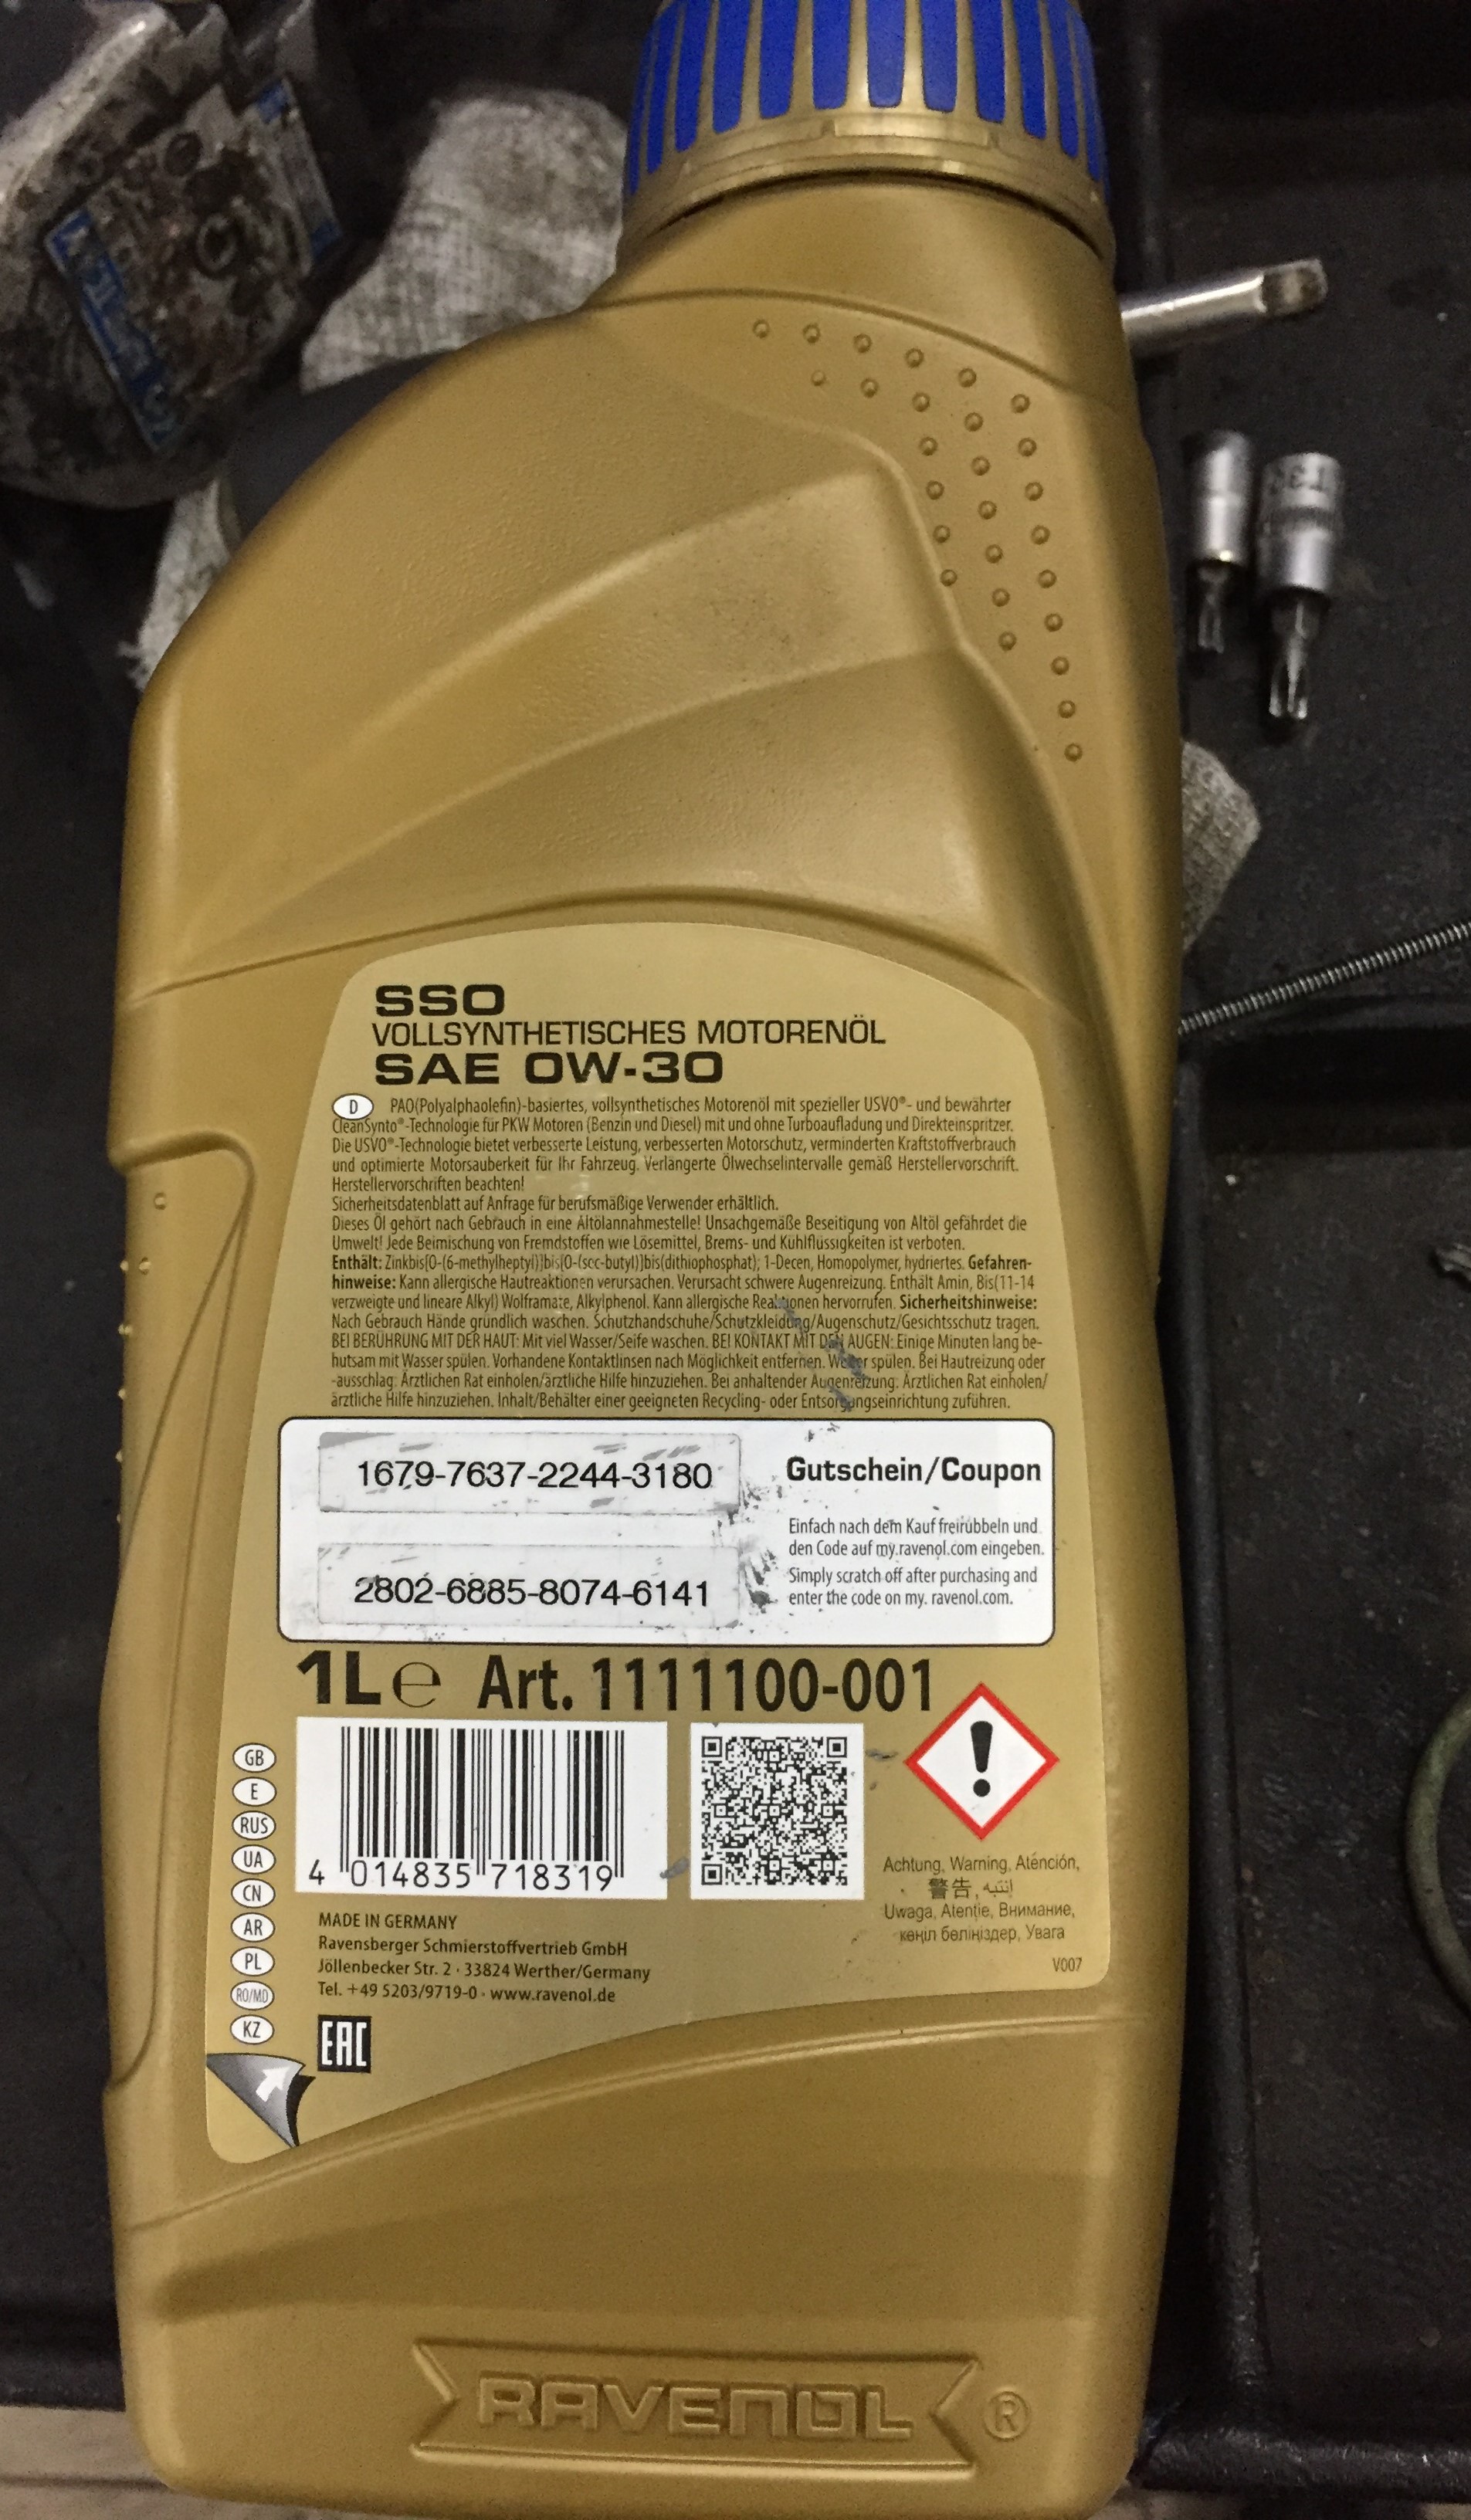 SSO
VOLLSYNTHETISCHES MOTORENÖL
SAE 0W-30
D PAO(Polyalphaolefin)-basiertes, vollsynthetisches Motorenöl mit spezieller USVO®- und bewährter
CleanSynto®-Technologie für PKW Motoren (Benzin und Diesel) mit und ohne Turboaufladung und Direkteinspritzer.
Die USVO®-Technologie bietet verbesserte Leistung, verbesserten Motorschutz, verminderten Kraftstoffverbrauch
und optimierte Motorsauberkeit für Ihr Fahrzeug. Verlängerte Ölwechselintervalle gemäß Herstellervorschrift.
Herstellervorschriften beachten!
Sicherheitsdatenblatt auf Anfrage für berufsmäßige Verwender erhältlich.
Dieses Öl gehört nach Gebrauch in eine Altölannahmestelle! Unsachgemäße Beseitigung von Altöl gefährdet die
Umwelt! Jede Beimischung von Fremdstoffen wie Lösemittel, Brems- und Kühlflüssigkeiten ist verboten.
Enthält: Zinkbis[O-(6-methylheptyl)]bis[O-(sec-butyl)]bis(dithiophosphat); 1-Decen, Homopolymer, hydriertes. Gefahren-
hinweise: Kann allergische Hautreaktionen verursachen. Verursacht schwere Augenreizung. Enthält Amin, Bis(11-14
verzweigte und lineare Alkyl) Wolframate, Alkylphenol. Kann allergische Reaktionen hervorrufen. Sicherheitshinweise:
Nach Gebrauch Hände gründlich waschen. Schutzhandschuhe/Schutzkleidung/Augenschutz/Gesichtsschutz tragen.
BEI BERÜHRUNG MIT DER HAUT: Mit viel Wasser/Seife waschen. BEI KONTAKT MIT DEN AUGEN: Einige Minuten lang be-
hutsam mit Wasser spülen. Vorhandene Kontaktlinsen nach Möglichkeit entfernen. Weiter spülen. Bei Hautreizung oder
-ausschlag: Ärztlichen Rat einholen/ärztliche Hilfe hinzuziehen. Bei anhaltender Augenreizung: Ärztlichen Rat einholen/
ärztliche Hilfe hinzuziehen. Inhalt/Behälter einer geeigneten Recycling- oder Entsorgungseinrichtung zuführen.
1679-7637-2244-3180
2802-6885-8074-6141
Gutschein/Coupon
Einfach nach dem Kauf freirubbeln und
den Code auf my.ravenol.com eingeben.
Simply scratch off after purchasing and
enter the code on my. ravenol.com.
1L ℮ Art. 1111100-001
4 014835 718319
GB
E
RUS
UA
CN
AR
PL
RO/MD
KZ
Achtung, Warning, Atención,
警告, انتبه
Uwaga, Atenție, Внимание,
көңіл бөліңіздер, Увага
V007
MADE IN GERMANY
Ravensberger Schmierstoffvertrieb GmbH
Jöllenbecker Str. 2 · 33824 Werther/Germany
Tel. +49 5203/9719-0 · www.ravenol.de
EAC
RAVENOL ®